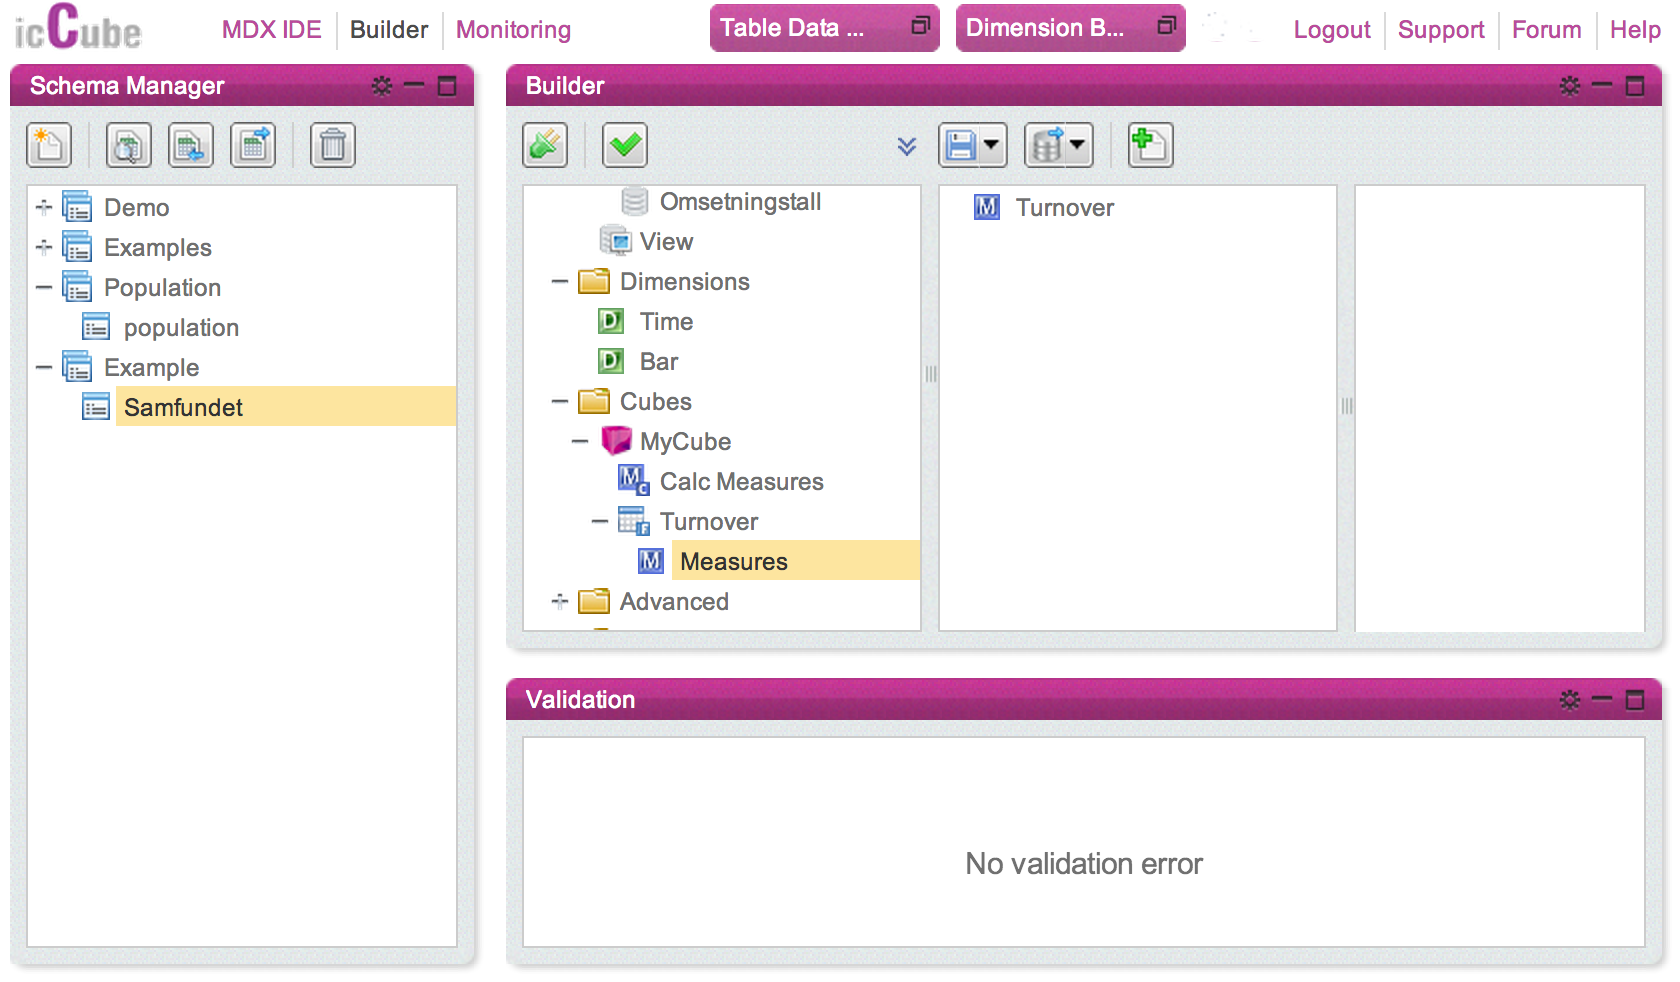 icCube
MDX IDE
Builder
Monitoring
Table Data ...
Dimension B...
Logout
Support
Forum
Help
Schema Manager
Demo
Examples
Population
population
Example
Samfundet
Builder
Omsetningstall
View
Dimensions
Time
Bar
Cubes
MyCube
Calc Measures
Turnover
Measures
Advanced
Turnover
Validation
No validation error